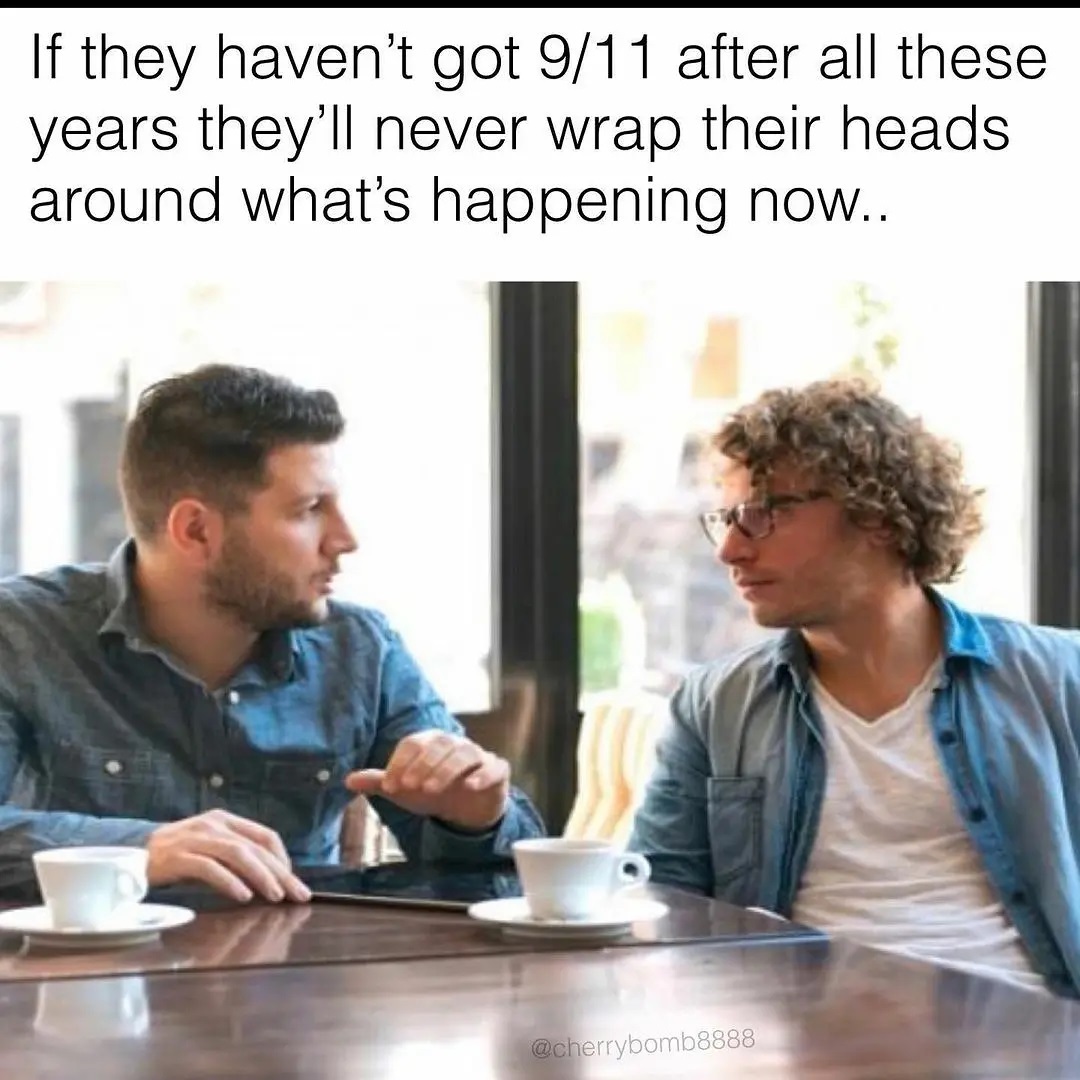 If they haven’t got 9/11 after all these
years they’ll never wrap their heads
around what’s happening now..
@cherrybomb8888